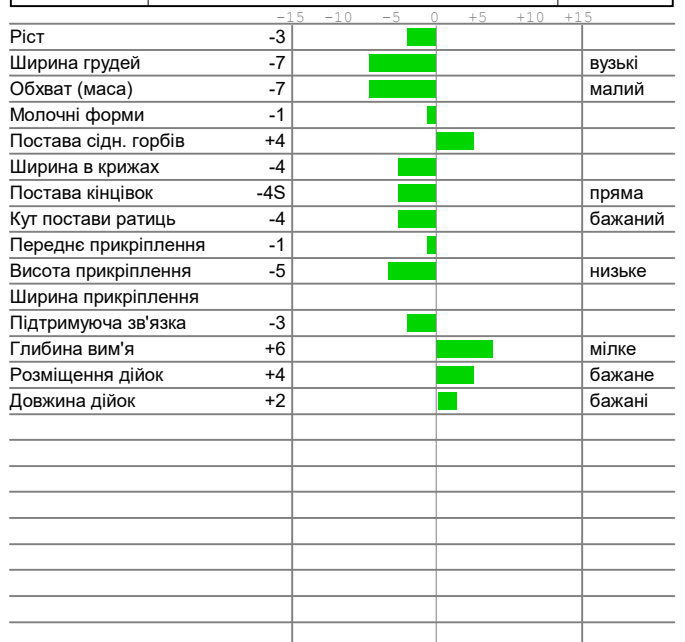 -15 -10 -5 0 +5 +10 +15
Ріст -3
Ширина грудей -7 вузькі
Обхват (маса) -7 малий
Молочні форми -1
Постава сідн. горбів +4
Ширина в крижах -4
Постава кінцівок -4S пряма
Кут постави ратиць -4 бажаний
Переднє прикріплення -1
Висота прикріплення -5 низьке
Ширина прикріплення
Підтримуюча зв'язка -3
Глибина вим'я +6 мілке
Розміщення дійок +4 бажане
Довжина дійок +2 бажані